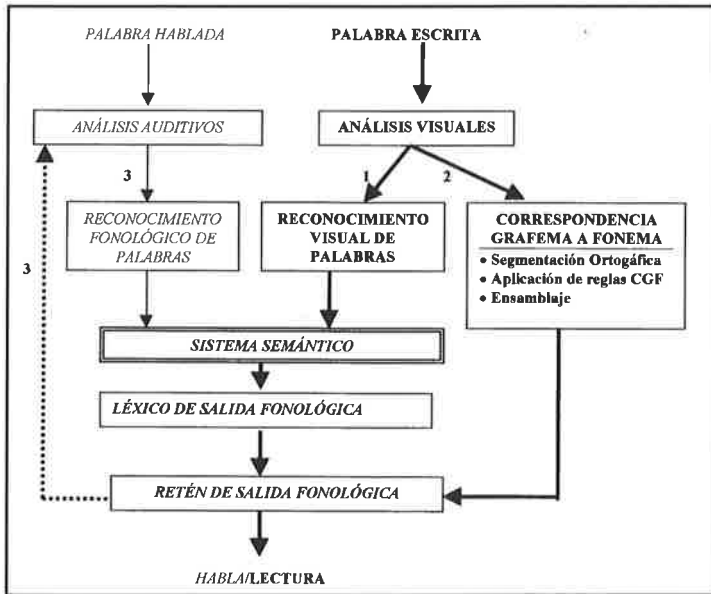 PALABRA HABLADA
PALABRA ESCRITA
ANÁLISIS AUDITIVOS
ANÁLISIS VISUALES
3
1
2
RECONOCIMIENTO
FONOLÓGICO DE
PALABRAS
RECONOCIMIENTO
VISUAL DE
PALABRAS
CORRESPONDENCIA
GRAFEMA A FONEMA
• Segmentación Ortogáfica
• Aplicación de reglas CGF
• Ensamblaje
3
SISTEMA SEMÁNTICO
LÉXICO DE SALIDA FONOLÓGICA
RETÉN DE SALIDA FONOLÓGICA
HABLA/LECTURA